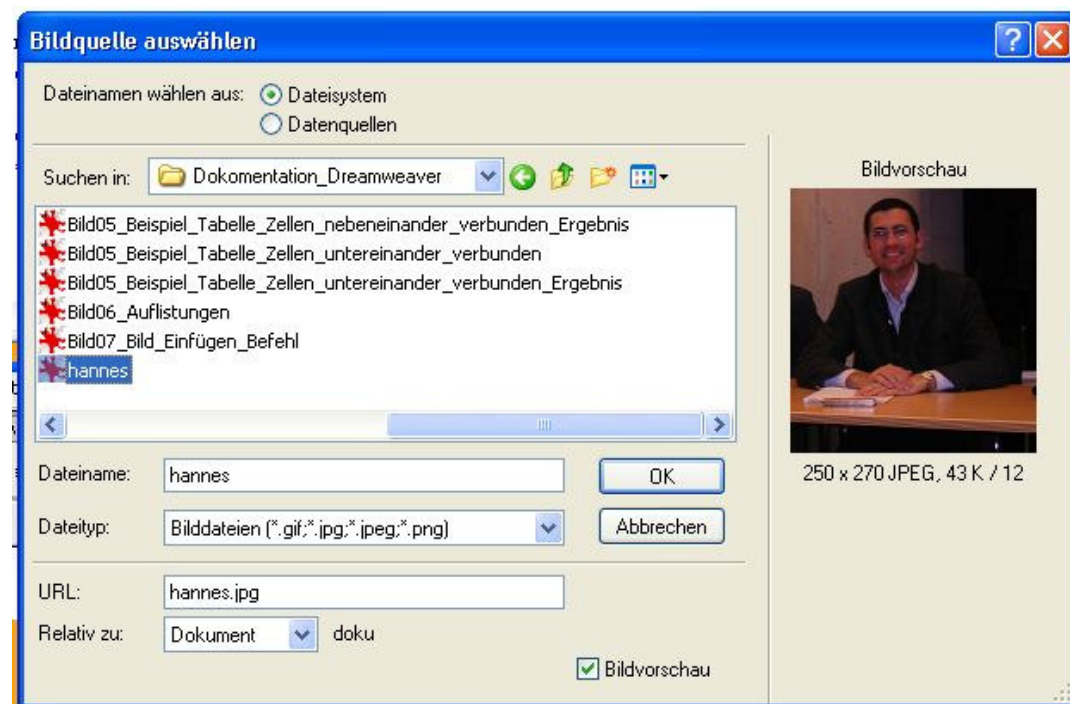 Bildquelle auswählen
Dateinamen wählen aus: Dateisystem
Datenquellen
Suchen in: Dokomentation_Dreamweaver
Bild05_Beispiel_Tabelle_Zellen_nebeneinander_verbunden_Ergebnis
Bild05_Beispiel_Tabelle_Zellen_untereinander_verbunden
Bild05_Beispiel_Tabelle_Zellen_untereinander_verbunden_Ergebnis
Bild06_Auflistungen
Bild07_Bild_Einfügen_Befehl
hannes
Dateiname: hannes
OK
Dateityp: Bilddateien (*.gif;*.jpg;*.jpeg;*.png)
Abbrechen
URL: hannes.jpg
Relativ zu: Dokument doku
Bildvorschau
Bildvorschau
250 x 270 JPEG, 43 K / 12